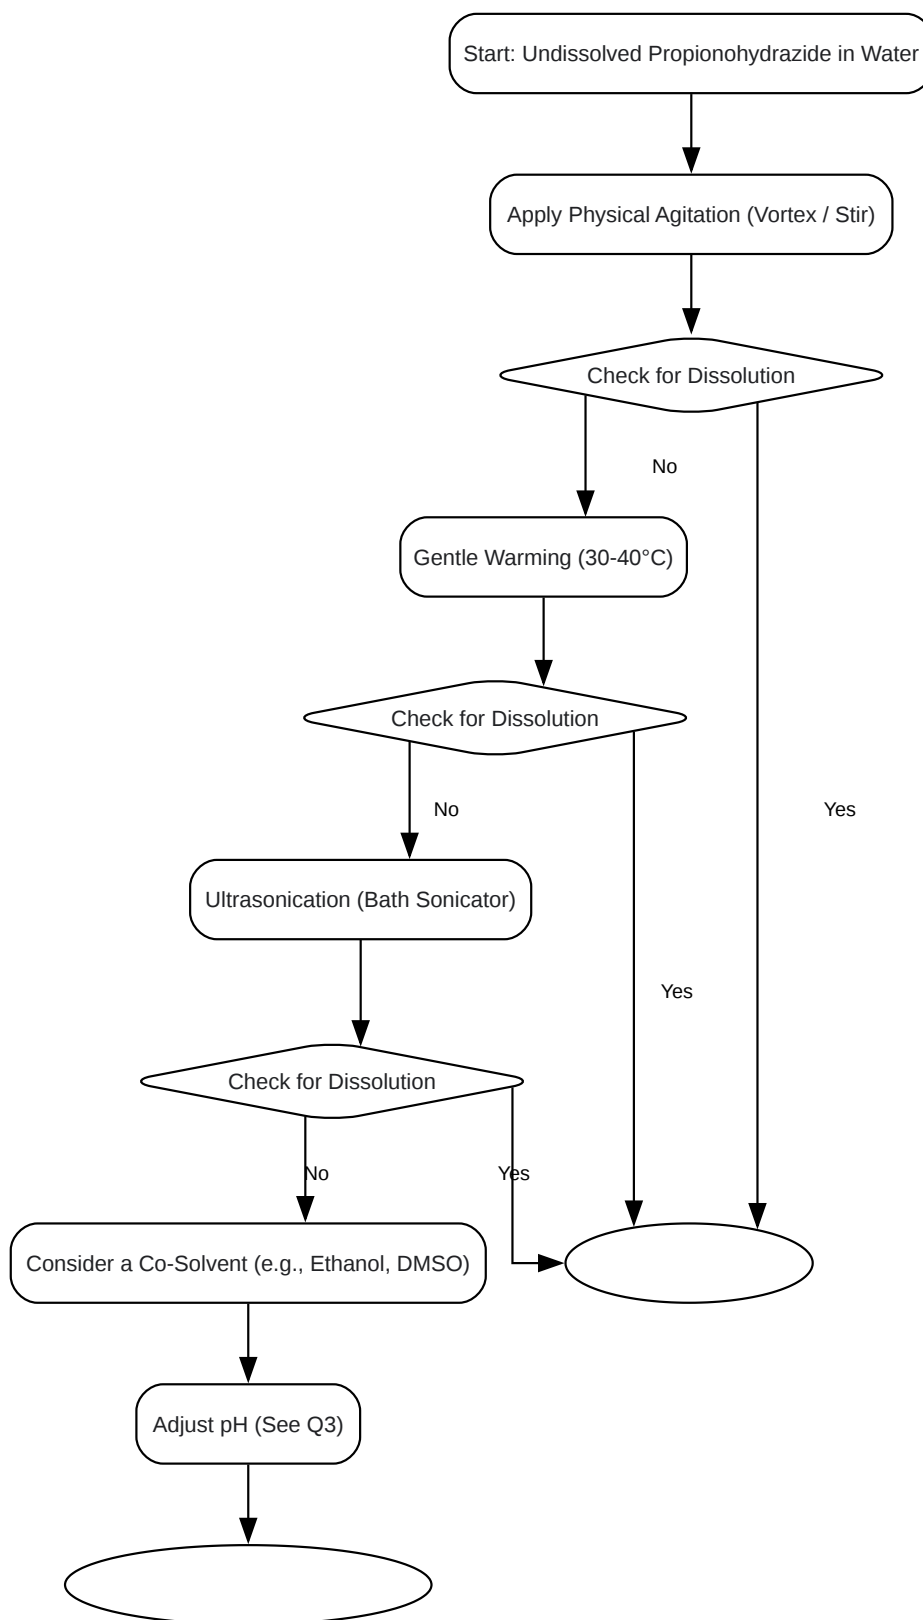 Start: Undissolved Propionohydrazide in Water
Apply Physical Agitation (Vortex / Stir)
Check for Dissolution
No
Gentle Warming (30-40°C)
Check for Dissolution
No
Yes
Ultrasonication (Bath Sonicator)
Yes
Check for Dissolution
No
Yes
Consider a Co-Solvent (e.g., Ethanol, DMSO)
Adjust pH (See Q3)